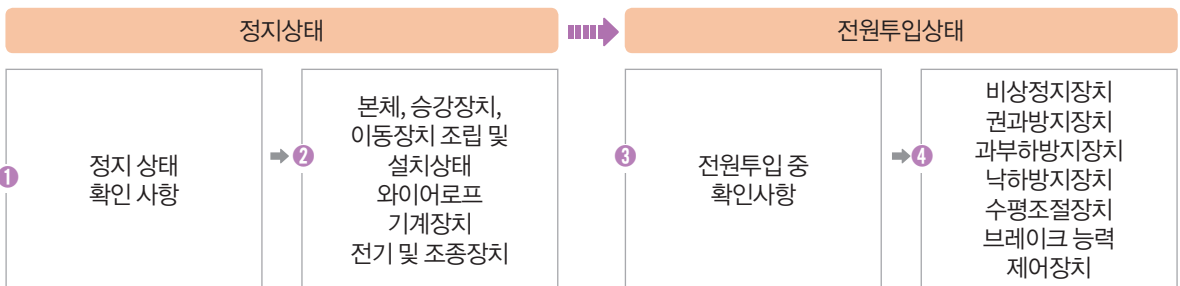 정지상태
전원투입상태
❶
정지 상태
확인 사항
❷
본체, 승강장치,
이동장치 조립 및
설치상태
와이어로프
기계장치
전기 및 조종장치
❸
전원투입 중
확인사항
❹
비상정지장치
권과방지장치
과부하방지장치
낙하방지장치
수평조절장치
브레이크 능력
제어장치